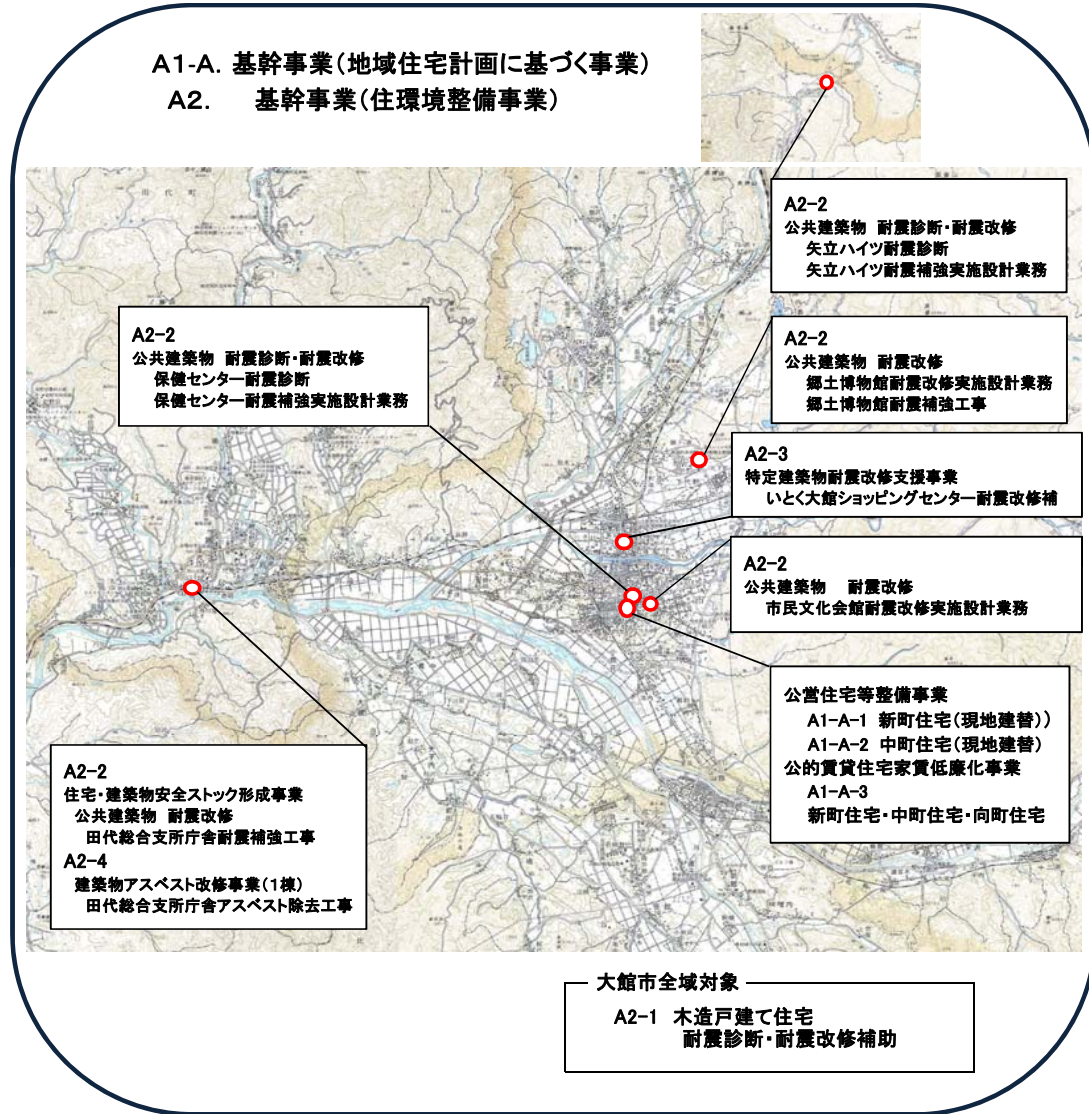 A1-A. 基幹事業(地域住宅計画に基づく事業)
A2. 基幹事業(住環境整備事業)
A2-2
公共建築物 耐震診断・耐震改修
矢立ハイツ耐震診断
矢立ハイツ耐震補強実施設計業務
A2-2
公共建築物 耐震診断・耐震改修
保健センター耐震診断
保健センター耐震補強実施設計業務
A2-2
公共建築物 耐震改修
郷土博物館耐震改修実施設計業務
郷土博物館耐震補強工事
A2-3
特定建築物耐震改修支援事業
いとく大館ショッピングセンター耐震改修補
A2-2
公共建築物 耐震改修
市民文化会館耐震改修実施設計業務
公営住宅等整備事業
A1-A-1 新町住宅(現地建替))
A1-A-2 中町住宅(現地建替)
公的賃貸住宅家賃低廉化事業
A1-A-3
新町住宅・中町住宅・向町住宅
A2-2
住宅・建築物安全ストック形成事業
公共建築物 耐震改修
田代総合支所庁舎耐震補強工事
A2-4
建築物アスベスト改修事業(1棟)
田代総合支所庁舎アスベスト除去工事
大館市全域対象
A2-1 木造戸建て住宅
耐震診断・耐震改修補助